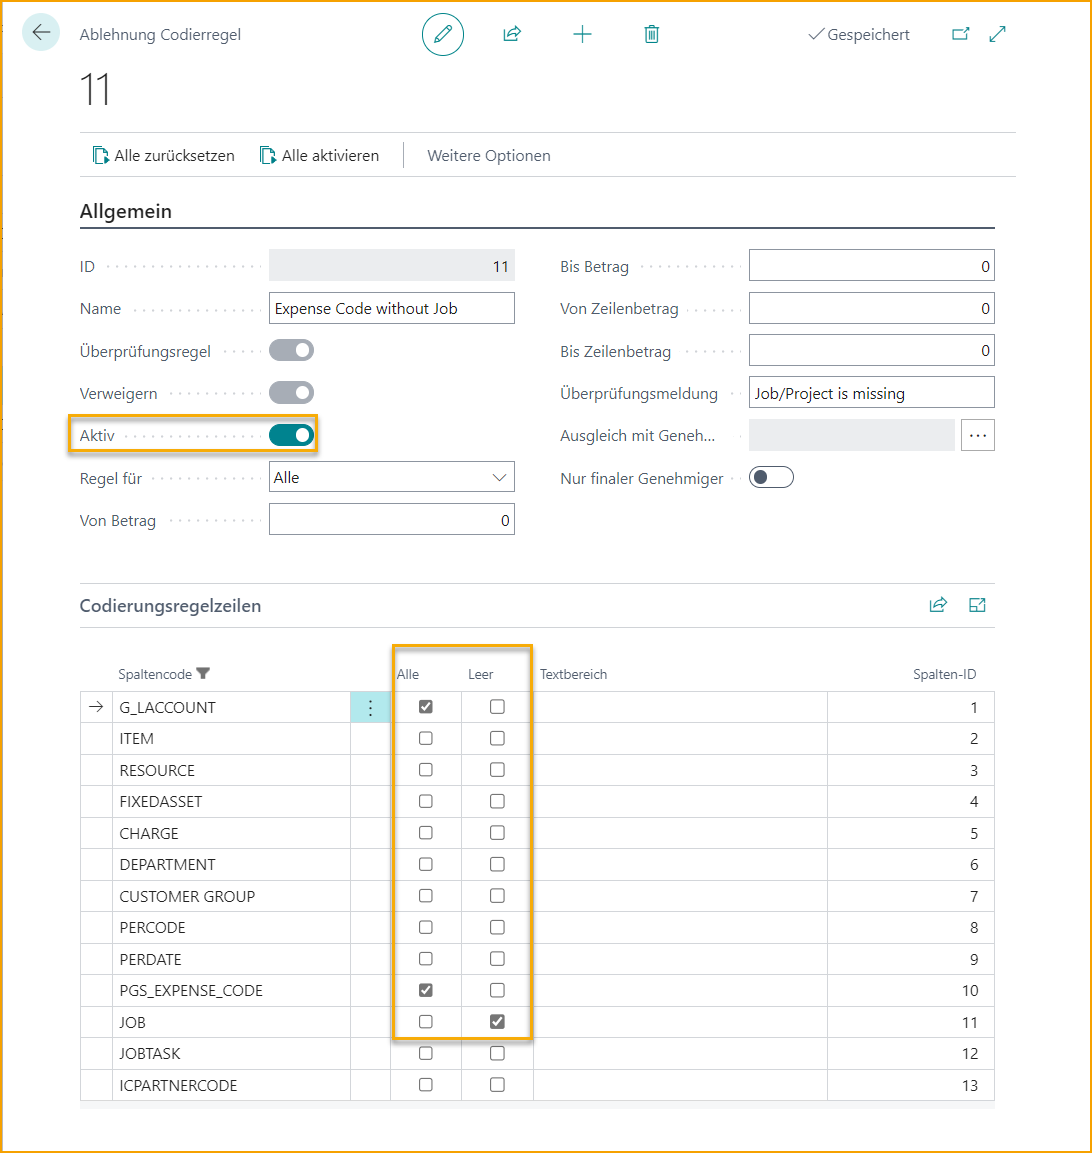 Ablehnung Codierregel
Gespeichert
11
Alle zurücksetzen Alle aktivieren Weitere Optionen
Allgemein
ID 11
Name Expense Code without Job
Überprüfungsregel
Verweigern
Aktiv
Regel für Alle
Von Betrag 0
Bis Betrag 0
Von Zeilenbetrag 0
Bis Zeilenbetrag 0
Überprüfungsmeldung Job/Project is missing
Ausgleich mit Geneh...
Nur finaler Genehmiger
Codierungsregelzeilen
Spaltencode Alle Leer Textbereich Spalten-ID
G_LACCOUNT 1
ITEM 2
RESOURCE 3
FIXEDASSET 4
CHARGE 5
DEPARTMENT 6
CUSTOMER GROUP 7
PERCODE 8
PERDATE 9
PGS_EXPENSE_CODE 10
JOB 11
JOBTASK 12
ICPARTNERCODE 13